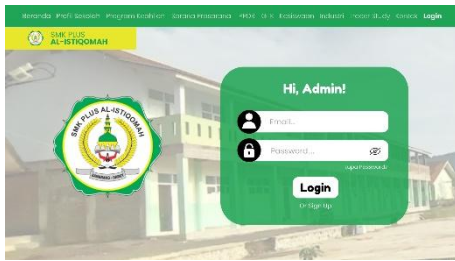 Beranda Profil Sekolah Program Keahlian Sarana Prasarana PPDB BKK Kesiswaan Industri Tracer Study Kontak Login
SMK PLUS
AL-ISTIQOMAH
Hi, Admin!
SMK PLUS AL-ISTIQOMAH
Email...
Password...
Lupa Password?
Login
Or Sign Up